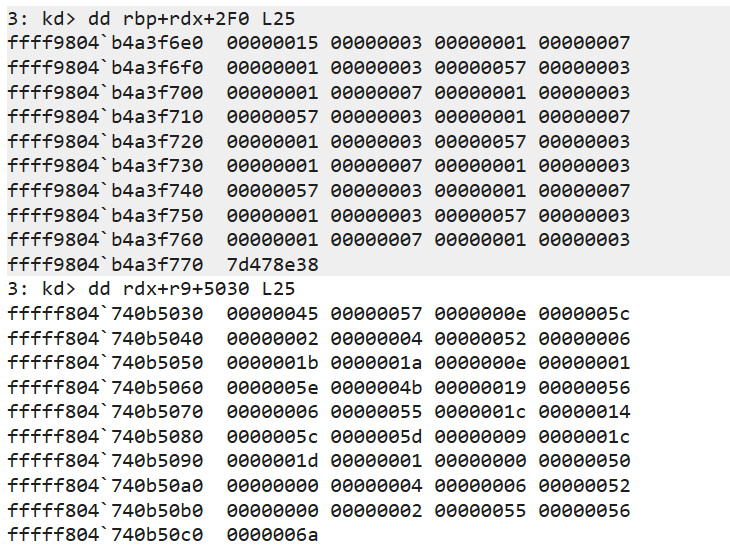 3: kd> dd rbp+rdx+2F0 L25
ffff9804`b4a3f6e0  00000015 00000003 00000001 00000007
ffff9804`b4a3f6f0  00000001 00000003 00000057 00000003
ffff9804`b4a3f700  00000001 00000007 00000001 00000003
ffff9804`b4a3f710  00000057 00000003 00000001 00000007
ffff9804`b4a3f720  00000001 00000003 00000057 00000003
ffff9804`b4a3f730  00000001 00000007 00000001 00000003
ffff9804`b4a3f740  00000057 00000003 00000001 00000007
ffff9804`b4a3f750  00000001 00000003 00000057 00000003
ffff9804`b4a3f760  00000001 00000007 00000001 00000003
ffff9804`b4a3f770  7d478e38
3: kd> dd rdx+r9+5030 L25
fffff804`740b5030  00000045 00000057 0000000e 0000005c
fffff804`740b5040  00000002 00000004 00000052 00000006
fffff804`740b5050  0000001b 0000001a 0000000e 00000001
fffff804`740b5060  0000005e 0000004b 00000019 00000056
fffff804`740b5070  00000006 00000055 0000001c 00000014
fffff804`740b5080  0000005c 0000005d 00000009 0000001c
fffff804`740b5090  0000001d 00000001 00000000 00000050
fffff804`740b50a0  00000000 00000004 00000006 00000052
fffff804`740b50b0  00000000 00000002 00000055 00000056
fffff804`740b50c0  0000006a